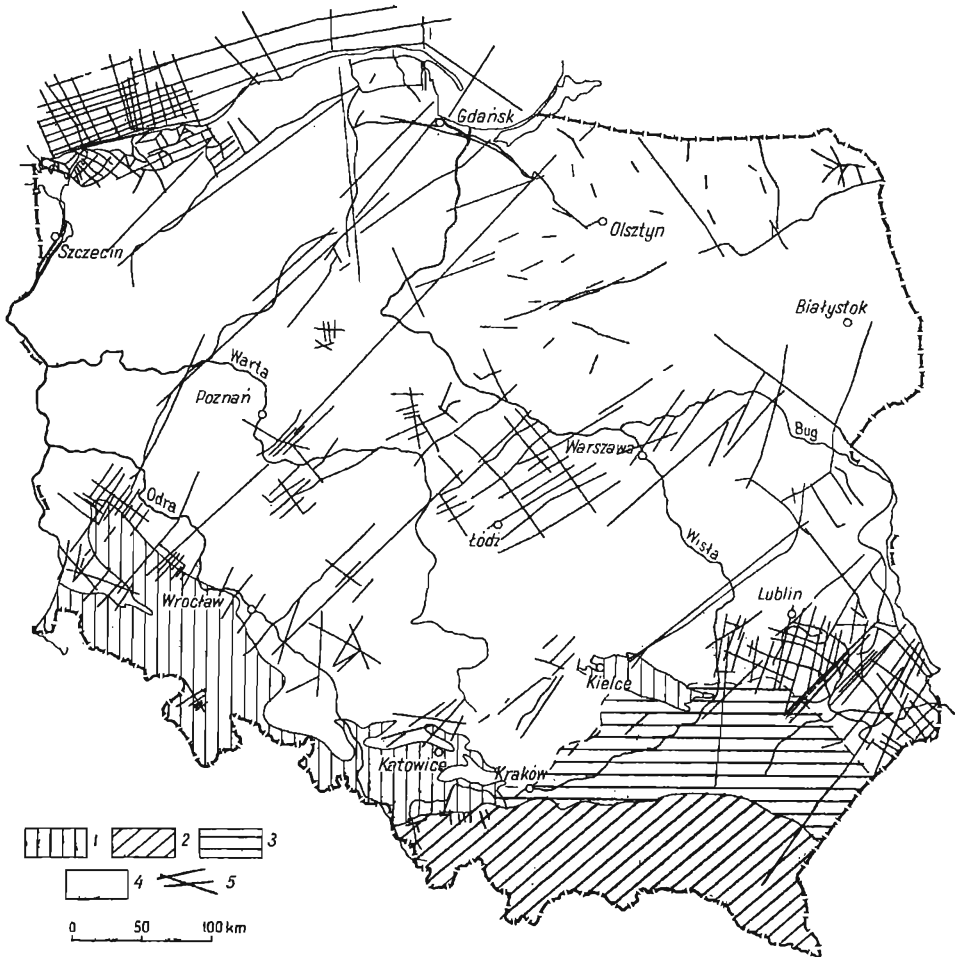 Gdańsk
Olsztyn
Szczecin
Białystok
Warta
Poznań
Bug
Warszawa
Odra
Łódź
Wisła
Wrocław
Lublin
Kielce
Katowice
Kraków
1 2 3
4 5
0 50 100 km